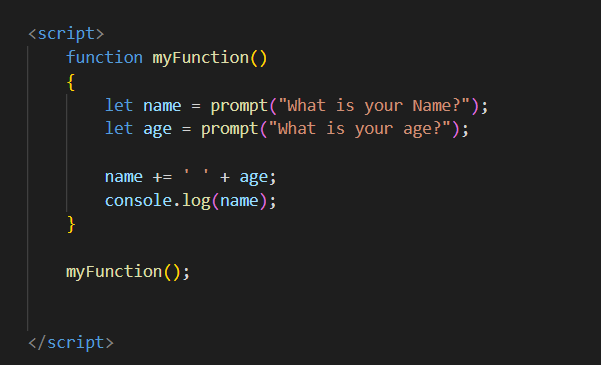 <script>
function myFunction()
{
let name = prompt("What is your Name?");
let age = prompt("What is your age?");
name += ' ' + age;
console.log(name);
}
myFunction();
</script>